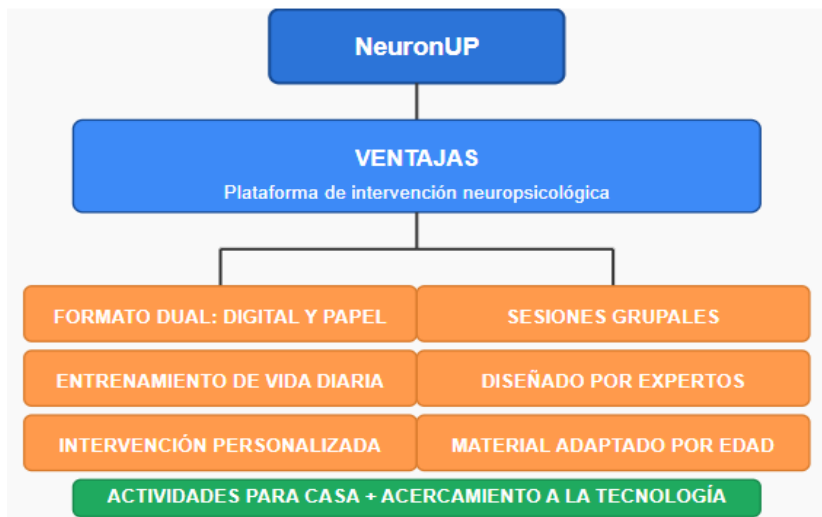 NeuronUP
VENTAJAS
Plataforma de intervención neuropsicológica
FORMATO DUAL: DIGITAL Y PAPEL
SESIONES GRUPALES
ENTRENAMIENTO DE VIDA DIARIA
DISEÑADO POR EXPERTOS
INTERVENCIÓN PERSONALIZADA
MATERIAL ADAPTADO POR EDAD
ACTIVIDADES PARA CASA + ACERCAMIENTO A LA TECNOLOGÍA